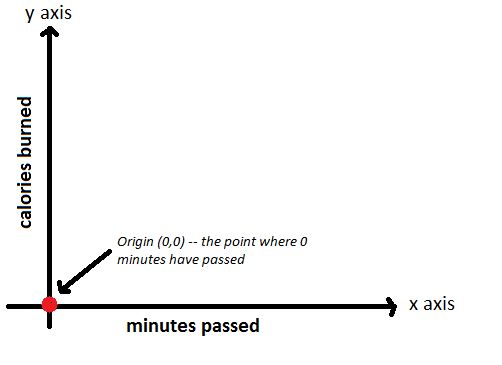 y axis
calories burned
Origin (0,0) -- the point where 0
minutes have passed
x axis
minutes passed